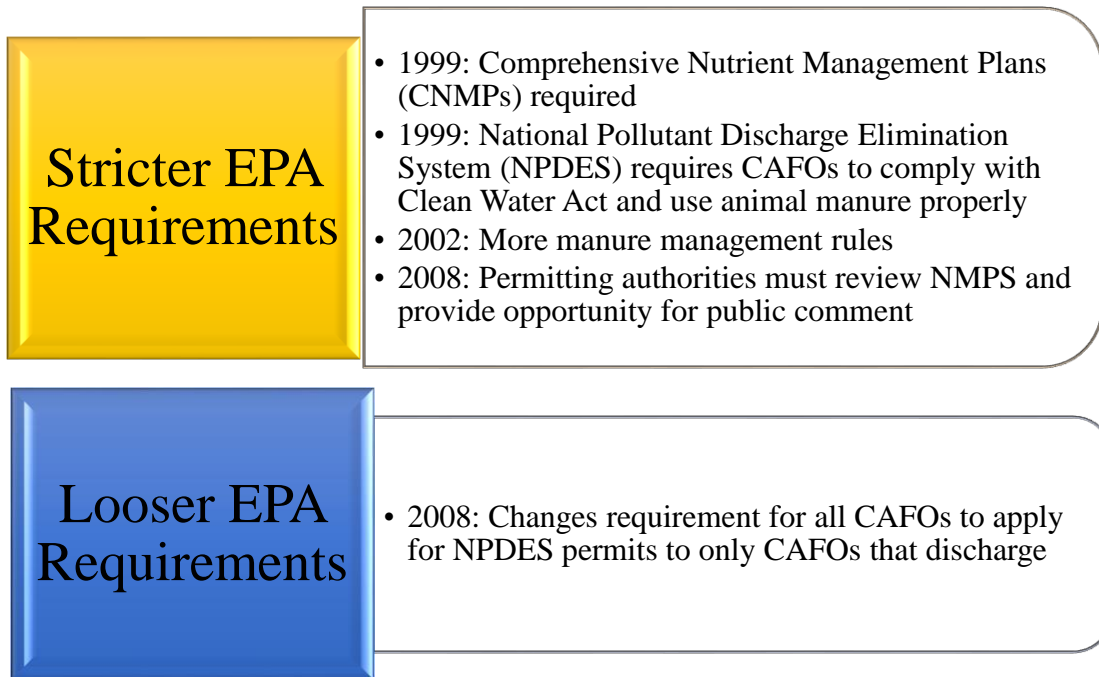 Stricter EPA
Requirements
• 1999: Comprehensive Nutrient Management Plans
(CNMPs) required
• 1999: National Pollutant Discharge Elimination
System (NPDES) requires CAFOs to comply with
Clean Water Act and use animal manure properly
• 2002: More manure management rules
• 2008: Permitting authorities must review NMPS and
provide opportunity for public comment
Looser EPA
Requirements
• 2008: Changes requirement for all CAFOs to apply
for NPDES permits to only CAFOs that discharge